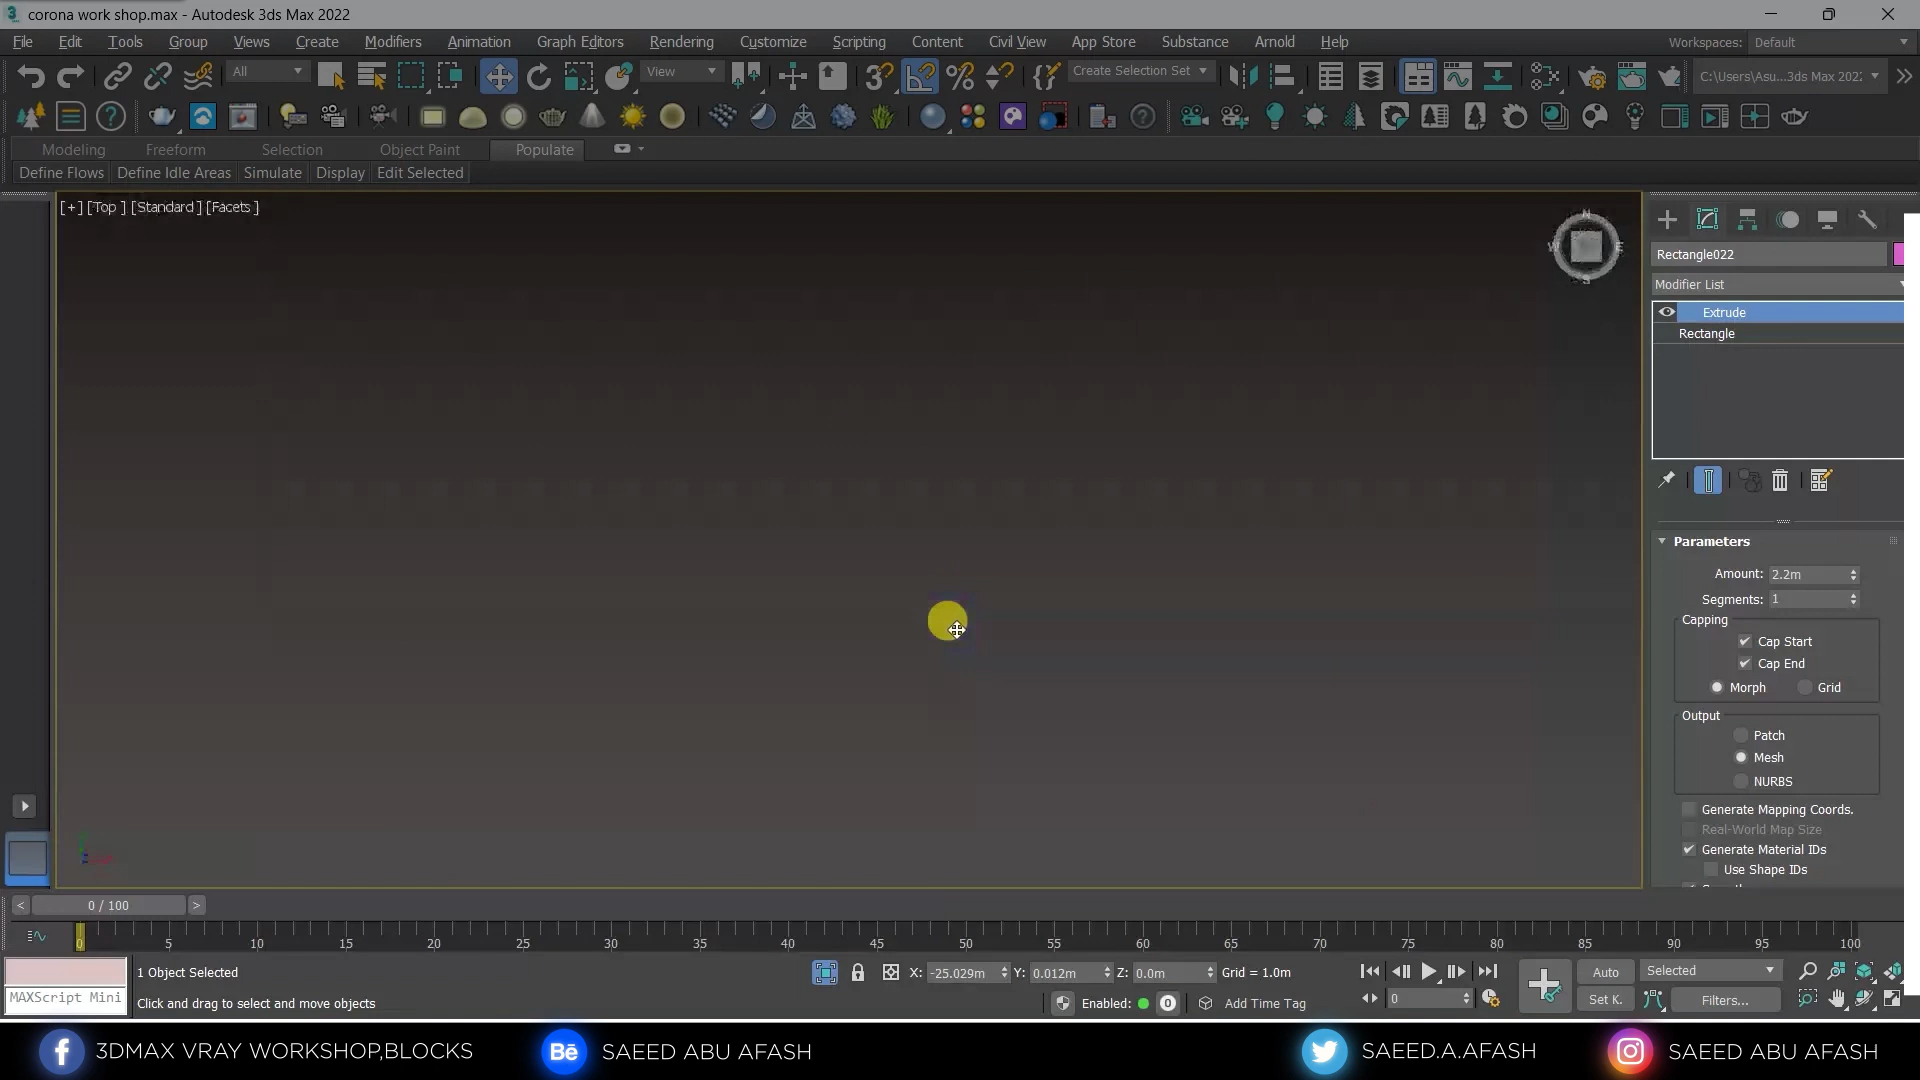 corona work shop.max - Autodesk 3ds Max 2022
File Edit Tools Group Views Create Modifiers Animation Graph Editors Rendering Customize Scripting Content Civil View App Store Substance Arnold Help Workspaces: Default
All View Create Selection Set C:\Users\Asu...3ds Max 202
Modeling Freeform Selection Object Paint Populate
Define Flows Define Idle Areas Simulate Display Edit Selected
[+] [Top ] [Standard ] [Facets ]
N
W E
S
Rectangle022
Modifier List
Extrude
Rectangle
Parameters
Amount: 2.2m
Segments: 1
Capping
Cap Start
Cap End
Morph Grid
Output
Patch
Mesh
NURBS
Generate Mapping Coords.
Real-World Map Size
Generate Material IDs
Use Shape IDs
< 0 / 100 >
0 5 10 15 20 25 30 35 40 45 50 55 60 65 70 75 80 85 90 95 100
1 Object Selected X: -25.029m Y: 0.012m Z: 0.0m Grid = 1.0m Auto Selected
MAXScript Mini Click and drag to select and move objects Enabled: 0 Add Time Tag 0 Set K. Filters...
3DMAX VRAY WORKSHOP,BLOCKS Bē SAEED ABU AFASH SAEED.A.AFASH SAEED ABU AFASH